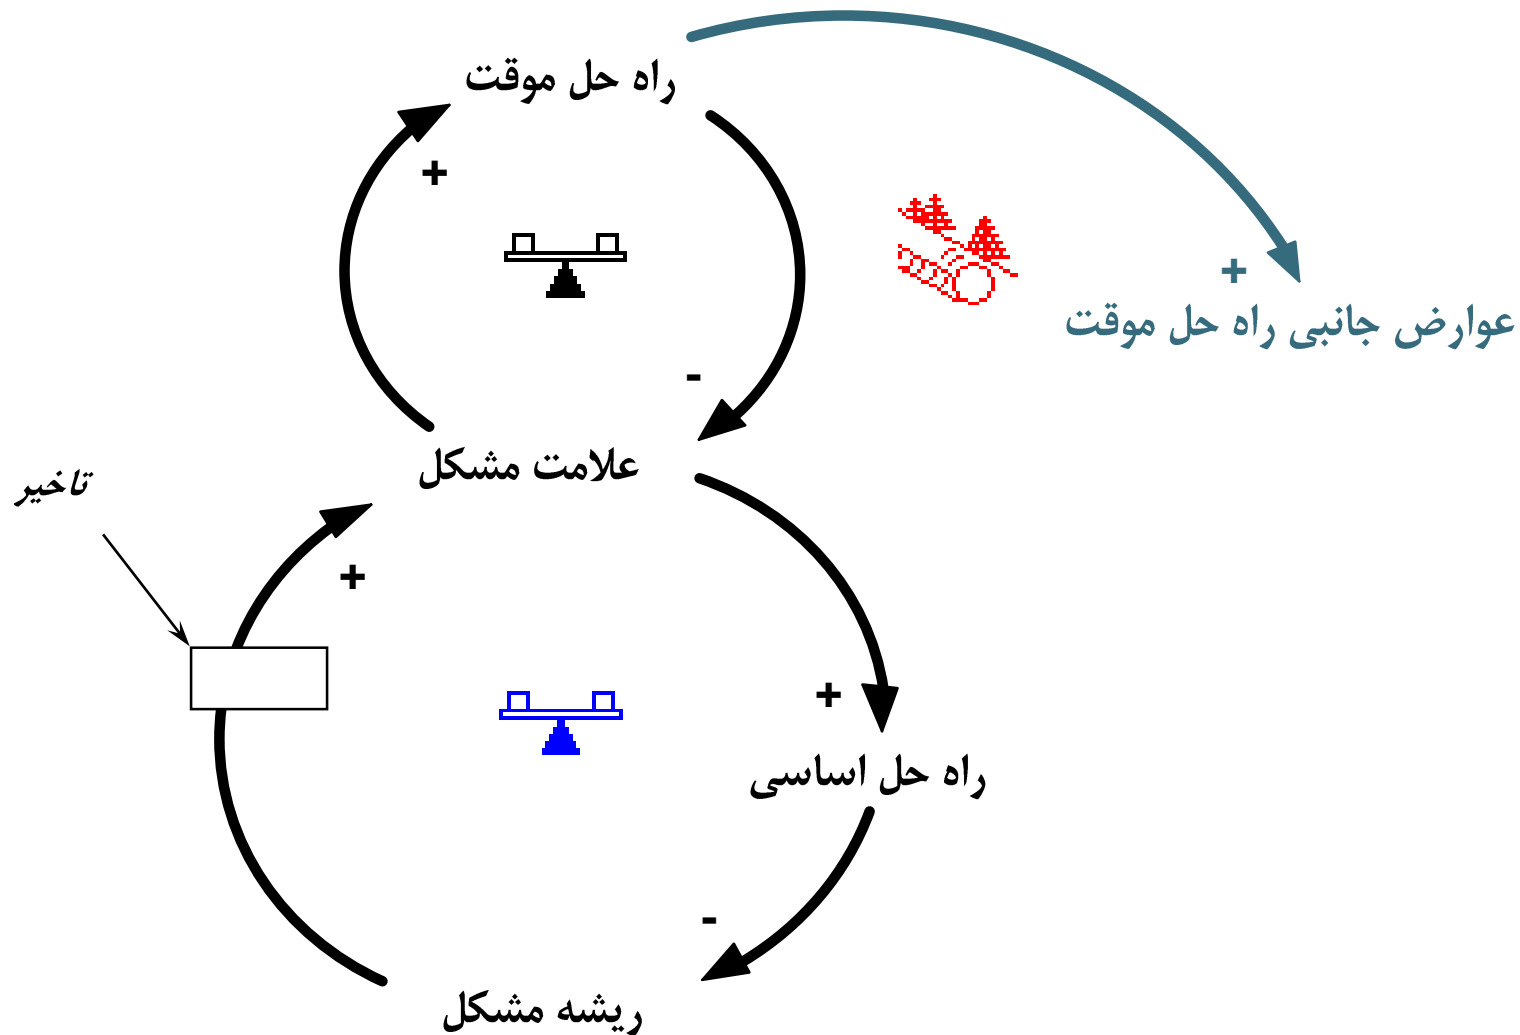 راه حل موقت
+
+
عوارض جانبی راه حل موقت
-
علامت مشکل
تاخیر
+
+
راه حل اساسی
-
ریشه مشکل